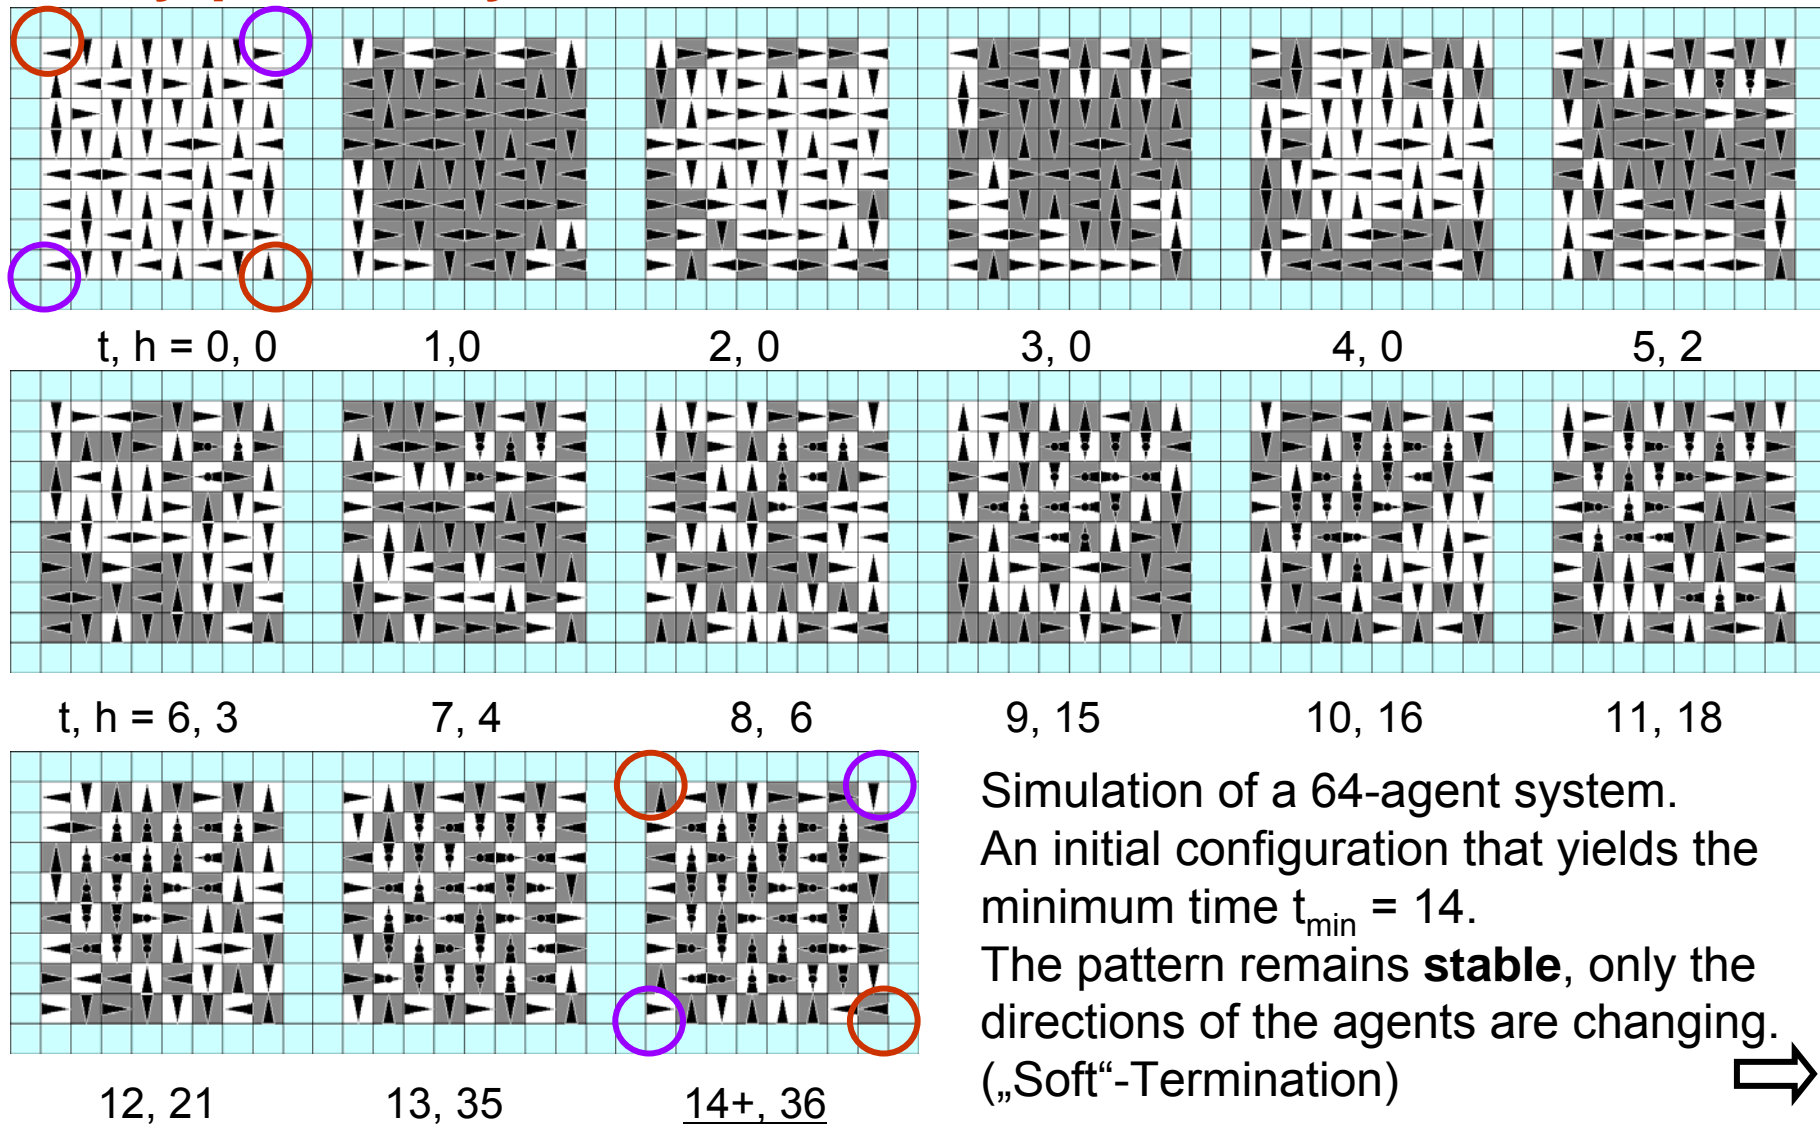 t, h = 0, 0 1,0 2, 0 3, 0 4, 0 5, 2
t, h = 6, 3 7, 4 8, 6 9, 15 10, 16 11, 18
Simulation of a 64-agent system.
An initial configuration that yields the
minimum time tmin = 14.
The pattern remains stable, only the
directions of the agents are changing.
(„Soft“-Termination)
12, 21 13, 35 14+, 36